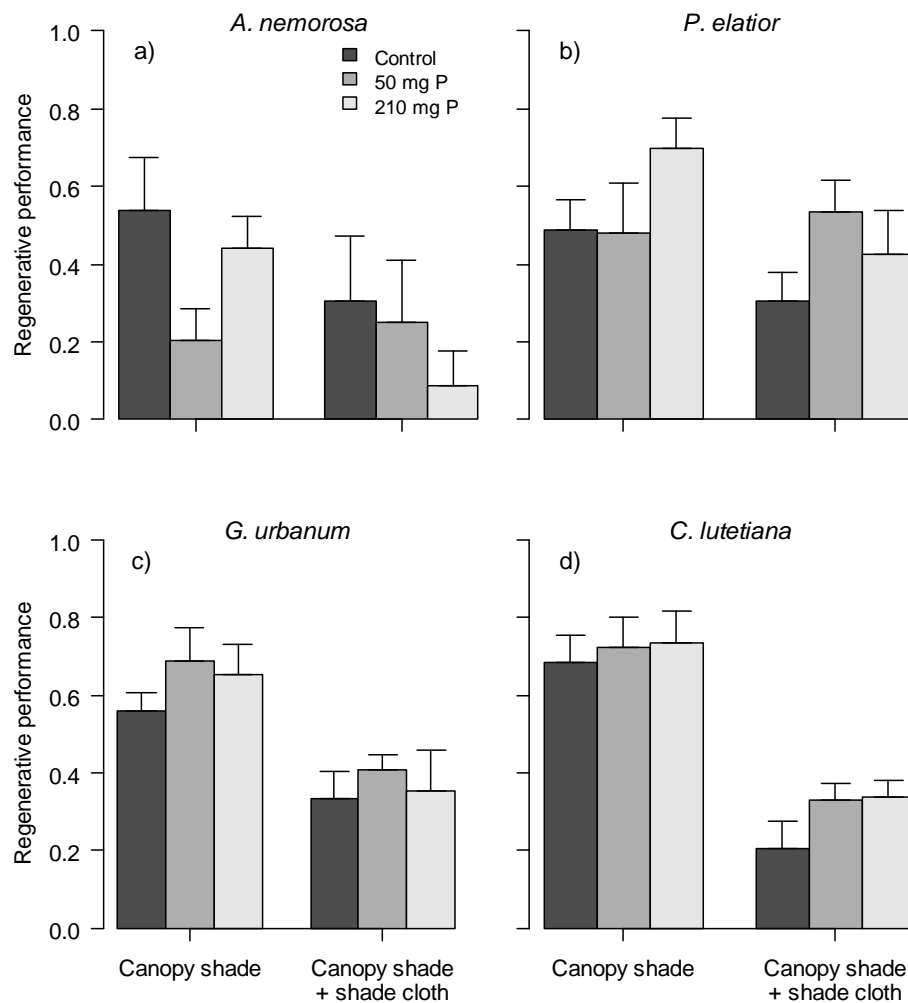 A. nemorosa
a)
Control
50 mg P
210 mg P
Regenerative performance
1.0
0.8
0.6
0.4
0.2
0.0
P. elatior
b)
G. urbanum
c)
Regenerative performance
1.0
0.8
0.6
0.4
0.2
0.0
Canopy shade
Canopy shade
+ shade cloth
C. lutetiana
d)
Canopy shade
Canopy shade
+ shade cloth